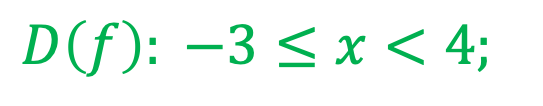 D(f): −3 ≤ x < 4;